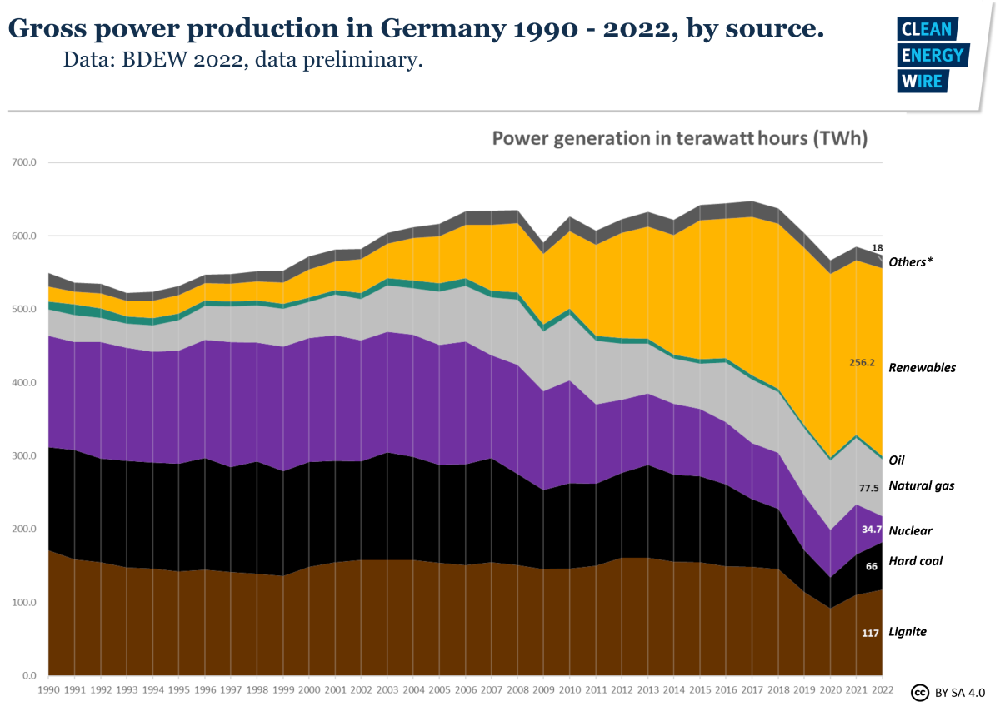 Gross power production in Germany 1990 - 2022, by source.
Data: BDEW 2022, data preliminary.
CLEAN
ENERGY
WIRE
Power generation in terawatt hours (TWh)
700.0
600.0
500.0
400.0
300.0
200.0
100.0
0.0
18
Others*
256.2
Renewables
Oil
77.5
Natural gas
34.7
Nuclear
66
Hard coal
117
Lignite
1990 1991 1992 1993 1994 1995 1996 1997 1998 1999 2000 2001 2002 2003 2004 2005 2006 2007 2008 2009 2010 2011 2012 2013 2014 2015 2016 2017 2018 2019 2020 2021 2022
cc BY SA 4.0